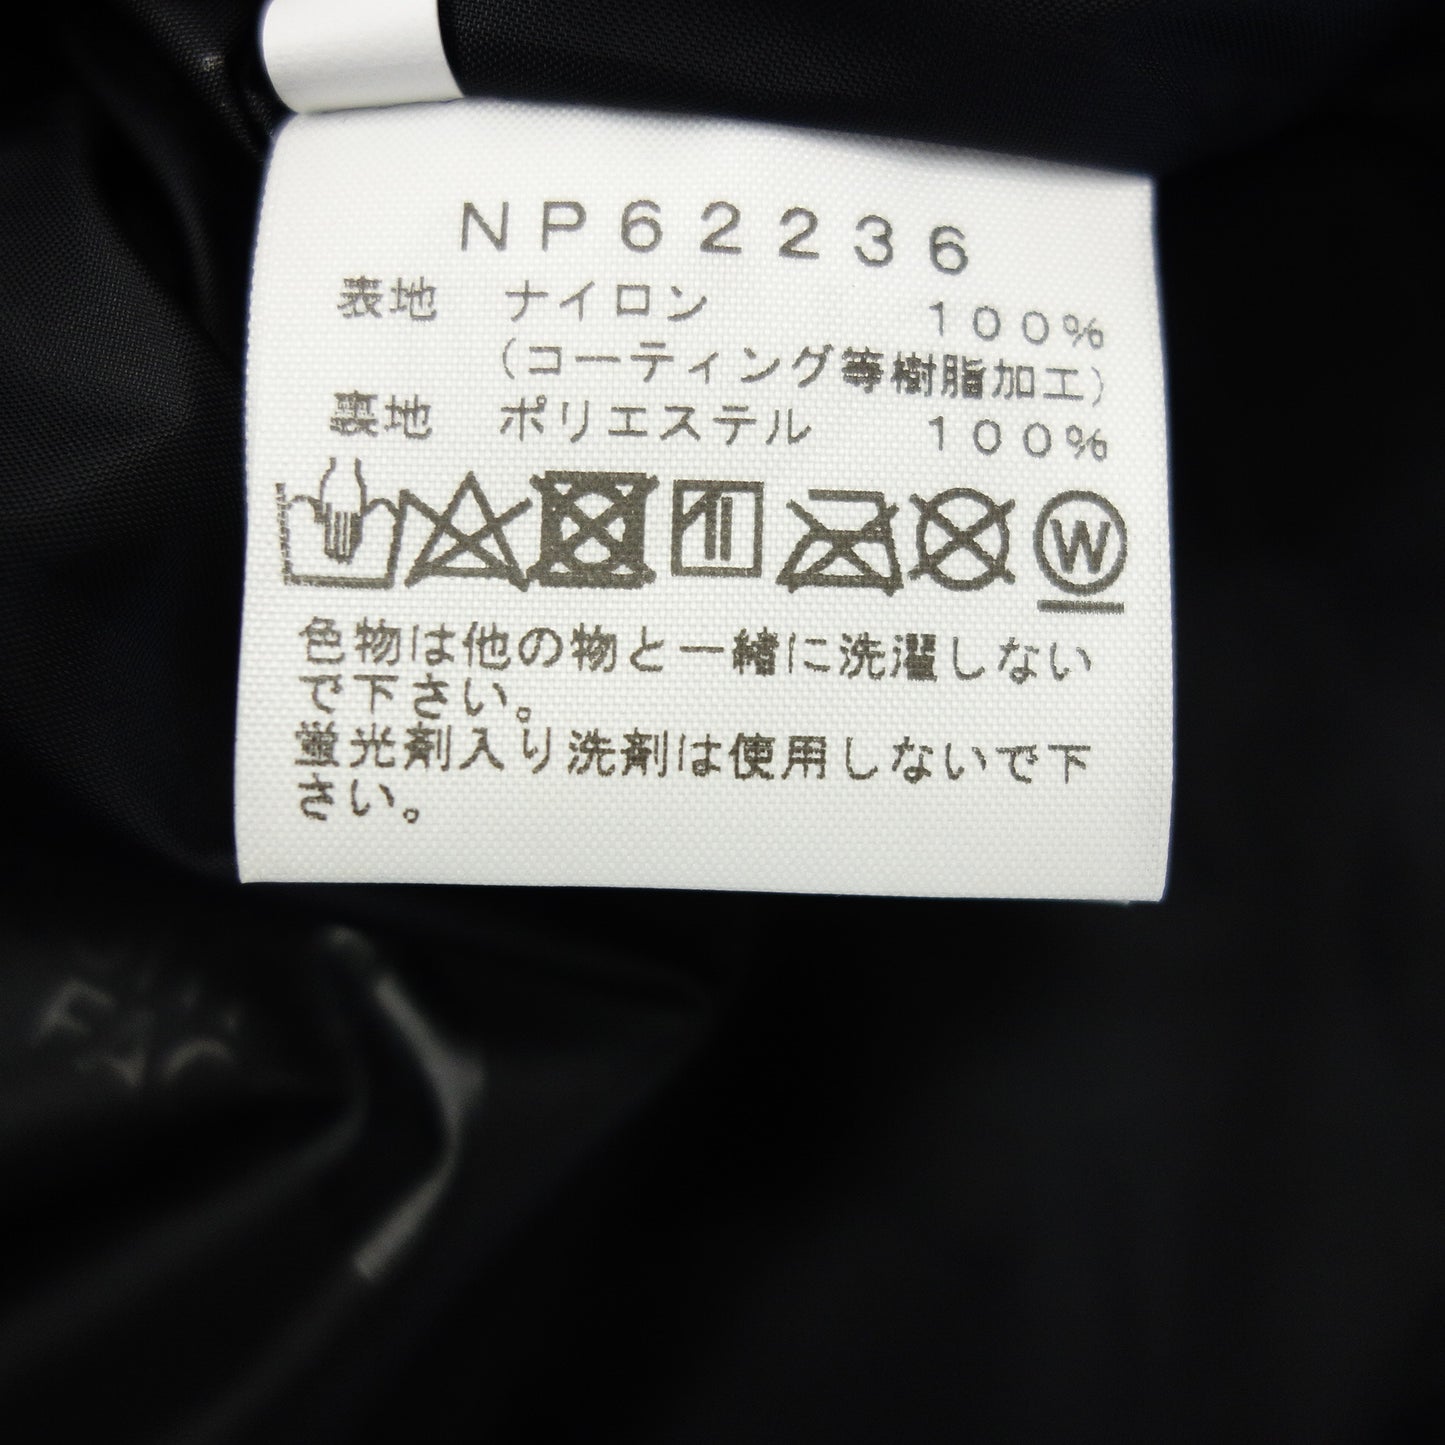 NP62236
表地 ナイロン 100%
(コーティング等樹脂加工)
裏地 ポリエステル 100%
W
色物は他の物と一緒に洗濯しない
で下さい。
蛍光剤入り洗剤は使用しないで下
さい。